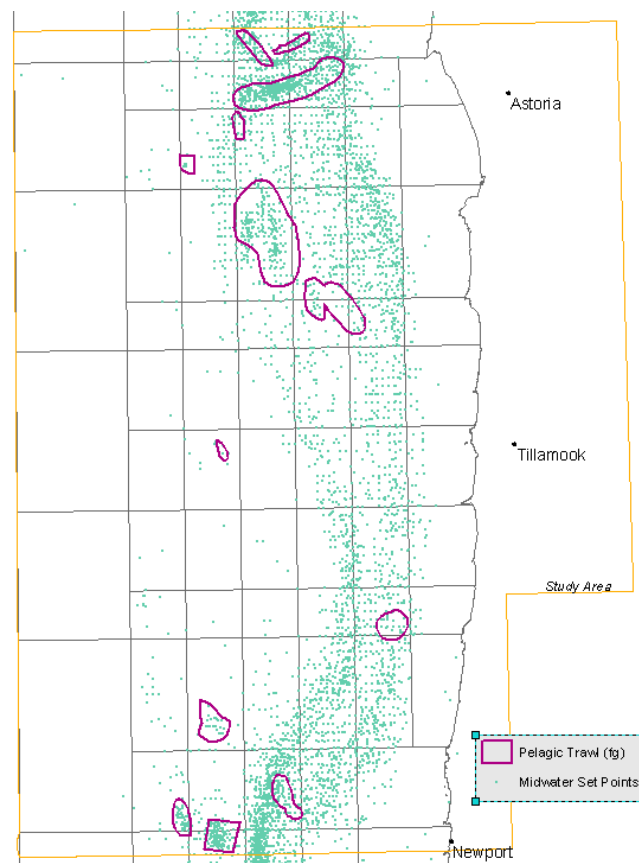 Astoria
Tillamook
Study Area
Pelagic Trawl (fg)
Midwater Set Points
Newport